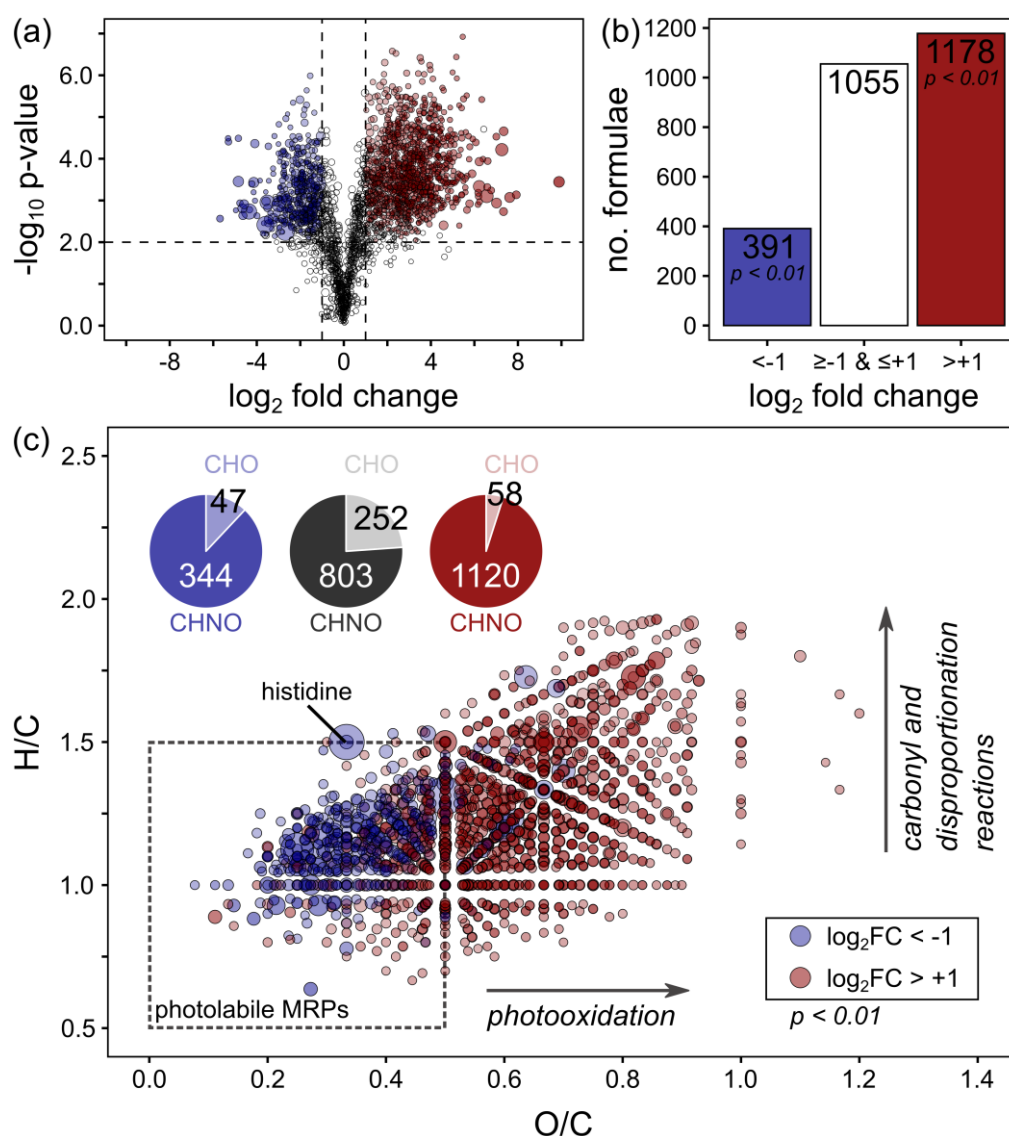 (a)
-log10 p-value
6.0
4.0
2.0
0.0
-8
-4
0
4
8
log2 fold change
(b)
no. formulae
1200
1000
800
600
400
200
0
391
p < 0.01
1055
1178
p < 0.01
<-1
≥-1 & ≤+1
>+1
log2 fold change
(c)
H/C
2.5
2.0
1.5
1.0
0.5
CHO
47
344
CHNO
CHO
252
803
CHNO
CHO
58
1120
CHNO
histidine
carbonyl and
disproportionation
reactions
photolabile MRPs
photooxidation
log2FC < -1
log2FC > +1
p < 0.01
0.0
0.2
0.4
0.6
0.8
1.0
1.2
1.4
O/C